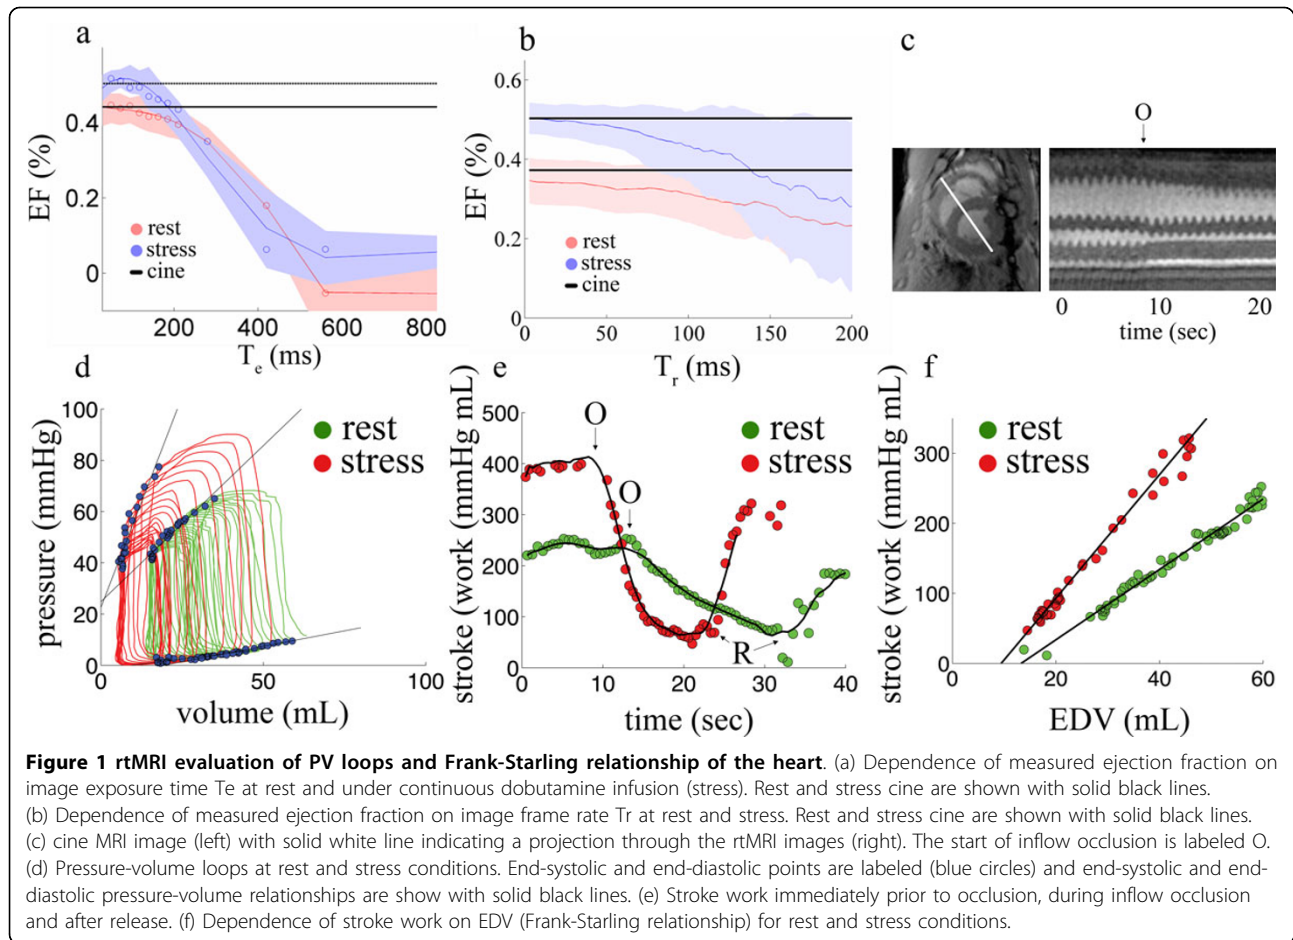 a
EF (%)
0.4
0.2
0
200
400
600
800
T_e (ms)
rest
stress
cine
b
EF (%)
0.6
0.4
0.2
0
0
50
100
150
200
T_r (ms)
rest
stress
cine
c
O
0
10
20
time (sec)
d
pressure (mmHg)
100
80
60
40
20
0
0
50
100
volume (mL)
rest
stress
e
stroke (work (mmHg mL)
500
400
300
200
100
0
0
10
20
30
40
time (sec)
O
O
R
rest
stress
f
stroke (work (mmHg mL)
300
200
100
0
20
40
60
EDV (mL)
rest
stress
Figure 1 rtMRI evaluation of PV loops and Frank-Starling relationship of the heart. (a) Dependence of measured ejection fraction on
image exposure time Te at rest and under continuous dobutamine infusion (stress). Rest and stress cine are shown with solid black lines.
(b) Dependence of measured ejection fraction on image frame rate Tr at rest and stress. Rest and stress cine are shown with solid black lines.
(c) cine MRI image (left) with solid white line indicating a projection through the rtMRI images (right). The start of inflow occlusion is labeled O.
(d) Pressure-volume loops at rest and stress conditions. End-systolic and end-diastolic points are labeled (blue circles) and end-systolic and end-
diastolic pressure-volume relationships are show with solid black lines. (e) Stroke work immediately prior to occlusion, during inflow occlusion
and after release. (f) Dependence of stroke work on EDV (Frank-Starling relationship) for rest and stress conditions.